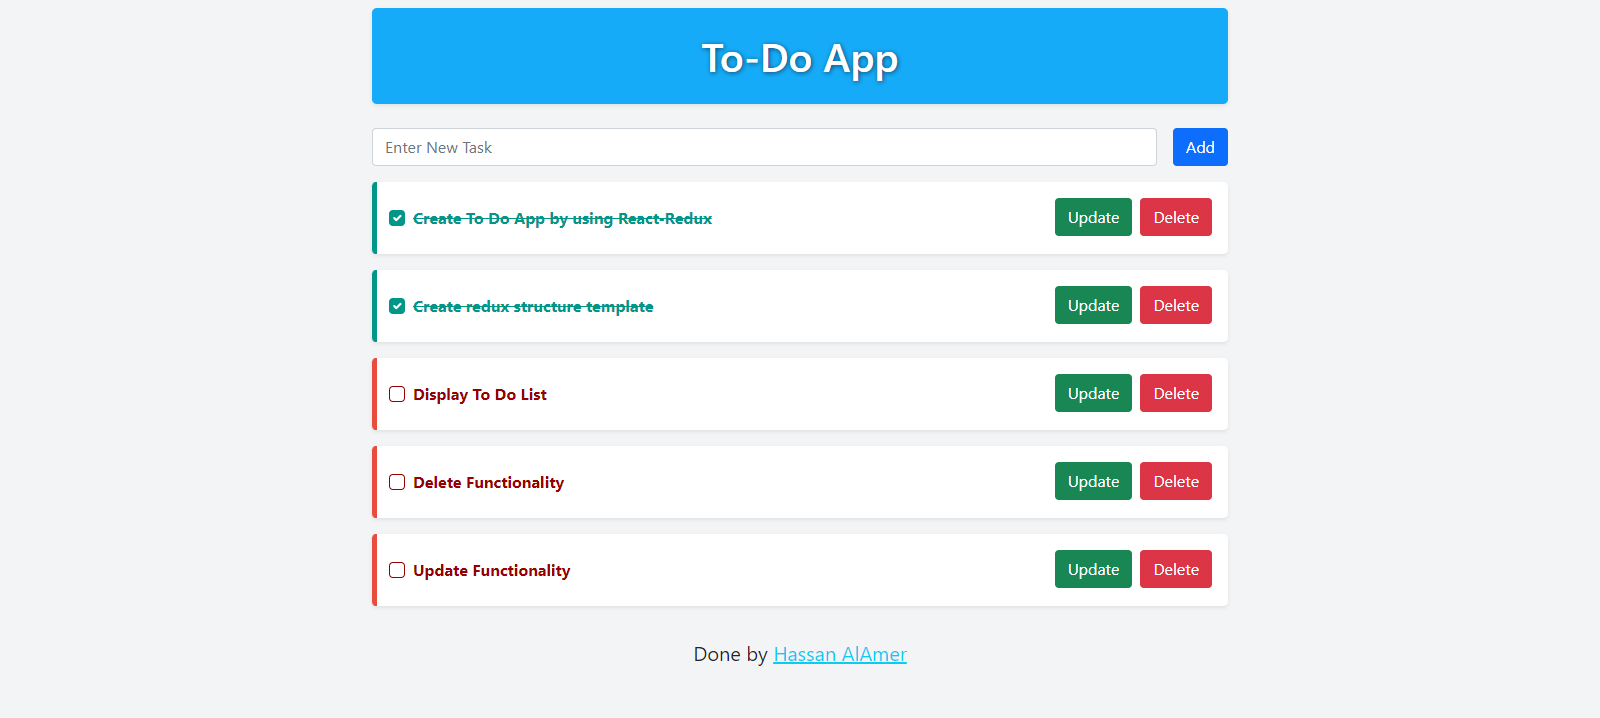 To-Do App
Enter New Task Add
Create To Do App by using React-Redux Update Delete
Create redux structure template Update Delete
Display To Do List Update Delete
Delete Functionality Update Delete
Update Functionality Update Delete
Done by Hassan AlAmer